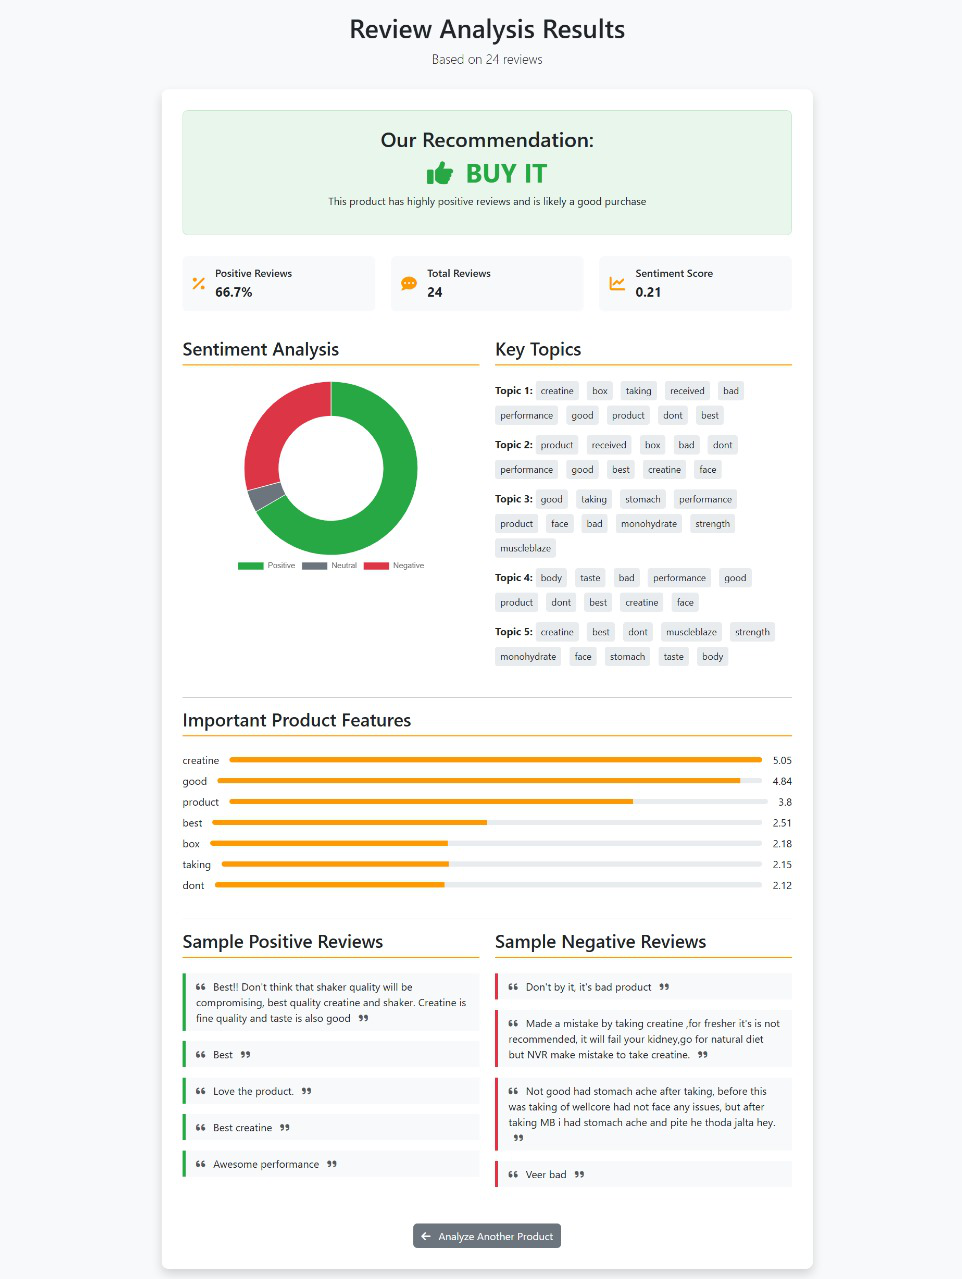 Review Analysis Results
Based on 24 reviews
Our Recommendation:
BUY IT
This product has highly positive reviews and is likely a good purchase
Positive Reviews
66.7%
Total Reviews
24
Sentiment Score
0.21
Sentiment Analysis
Positive Neutral Negative
Key Topics
Topic 1: creatine box taking received bad
performance good product dont best
Topic 2: product received box bad dont
performance good best creatine face
Topic 3: good taking stomach performance
product face bad monohydrate strength
muscleblaze
Topic 4: body taste bad performance good
product dont best creatine face
Topic 5: creatine best dont muscleblaze strength
monohydrate face stomach taste body
Important Product Features
creatine 5.05
good 4.84
product 3.8
best 2.51
box 2.18
taking 2.15
dont 2.12
Sample Positive Reviews
“ Best!! Don't think that shaker quality will be
compromising, best quality creatine and shaker. Creatine is
fine quality and taste is also good ”
“ Best ”
“ Love the product. ”
“ Best creatine ”
“ Awesome performance ”
Sample Negative Reviews
“ Don't by it, it's bad product ”
“ Made a mistake by taking creatine ,for fresher it's is not
recommended, it will fail your kidney,go for natural diet
but NVR make mistake to take creatine. ”
“ Not good had stomach ache after taking, before this
was taking of wellcore had not face any issues, but after
taking MB i had stomach ache and pite he thoda jalta hey.
”
“ Veer bad ”
Analyze Another Product